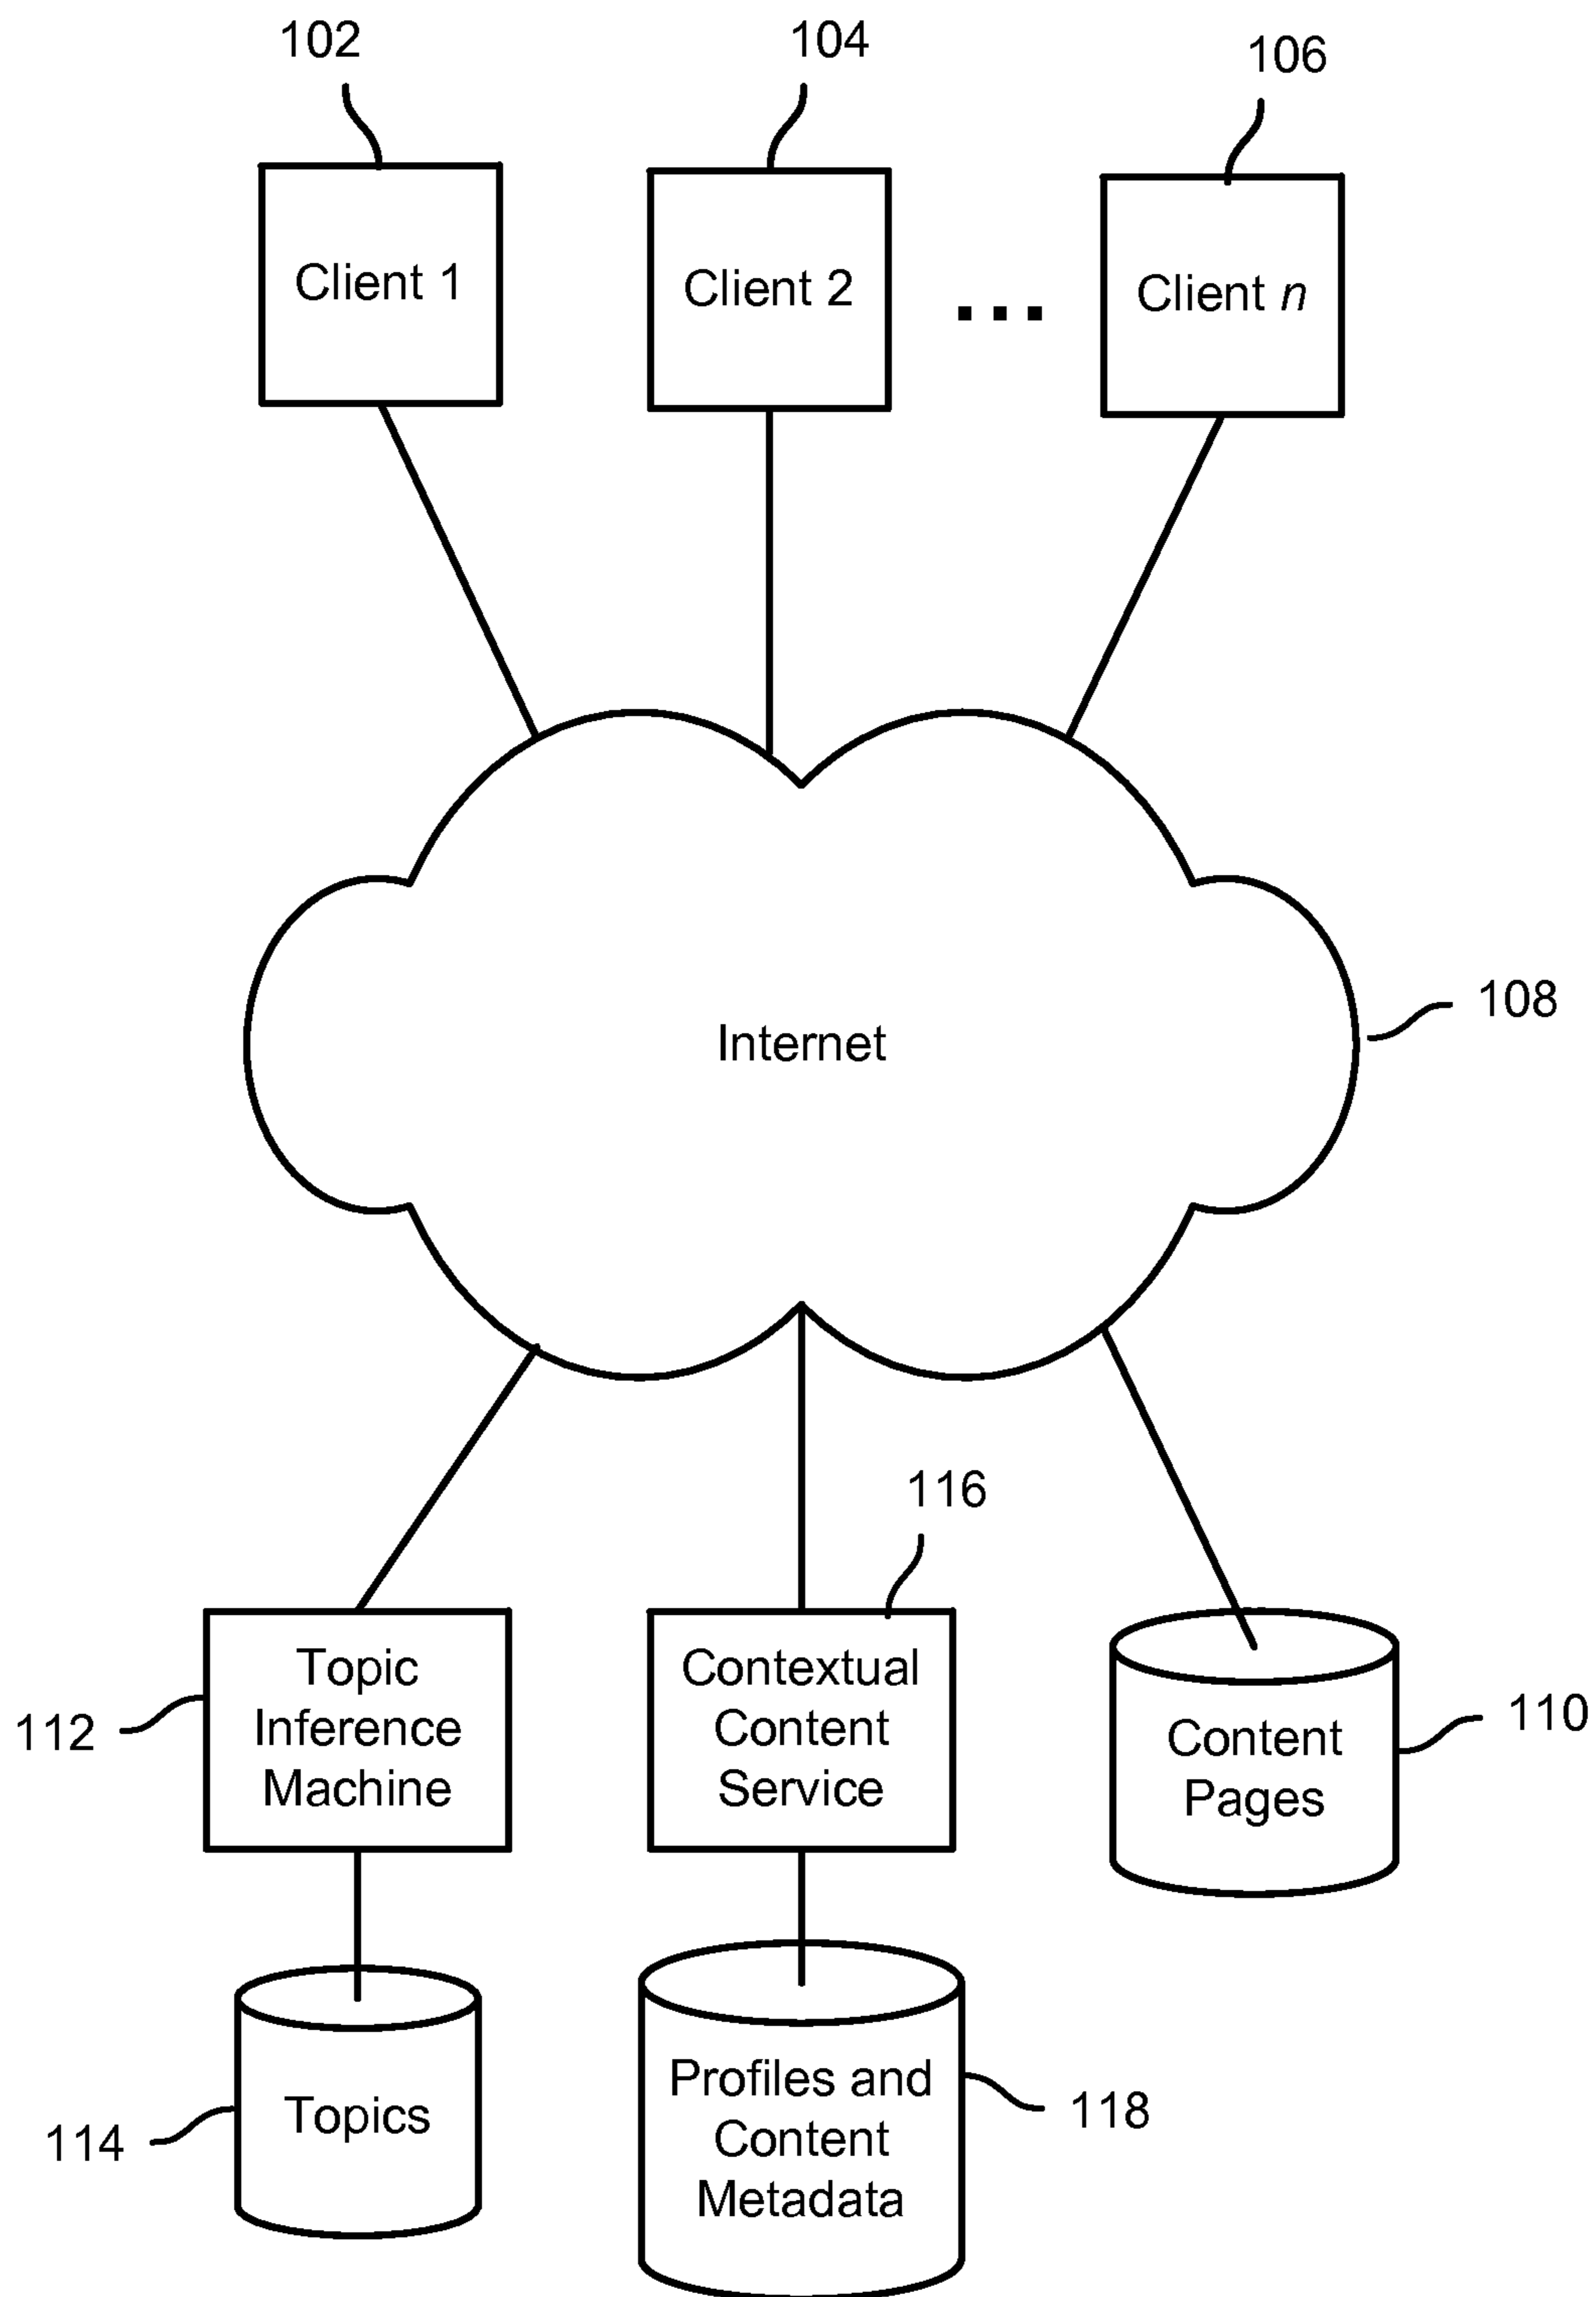 102
104
106
Client 1
Client 2
...
Client n
108
Internet
116
112
Topic
Inference
Machine
Contextual
Content
Service
110
Content
Pages
114
Topics
Profiles and
Content
Metadata
118